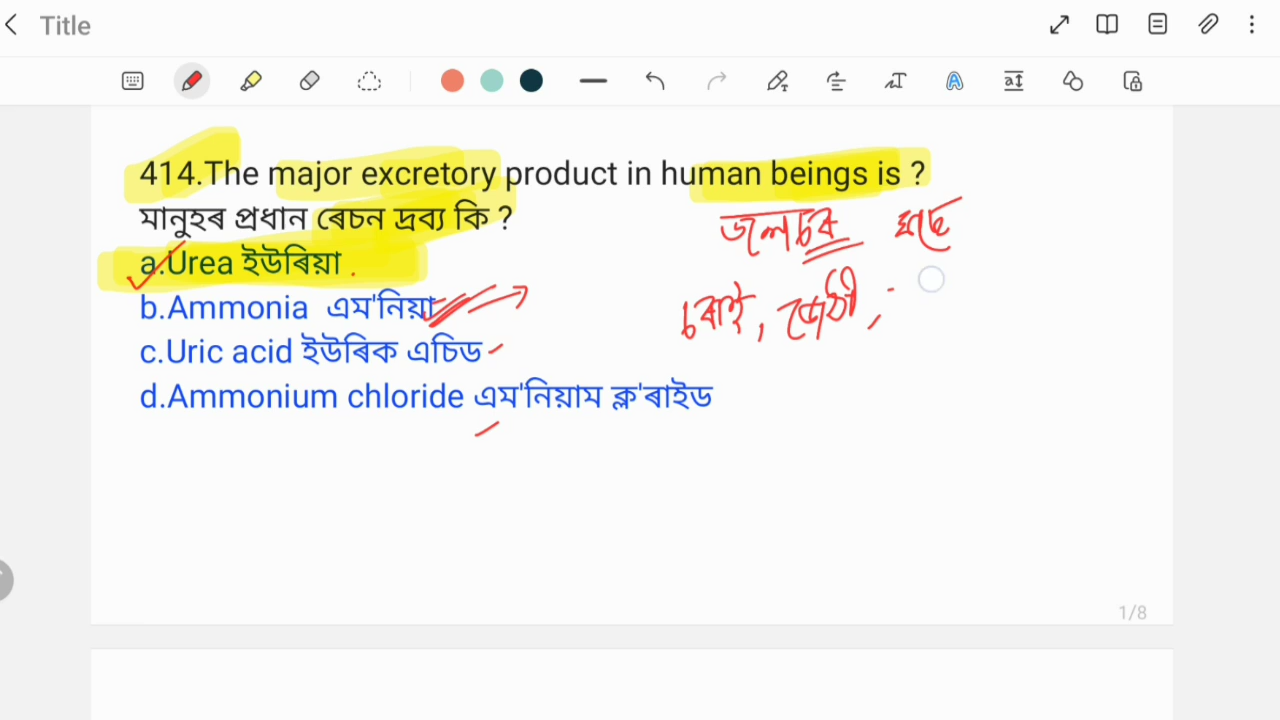 Title
414.The major excretory product in human beings is ?
মানুহৰ প্ৰধান ৰেচন দ্ৰব্য কি ?
a.Urea ইউৰিয়া
b.Ammonia এম'নিয়া
c.Uric acid ইউৰিক এচিড
d.Ammonium chloride এম'নিয়াম ক্ল'ৰাইড
জলচৰ
চৰাই,
1/8